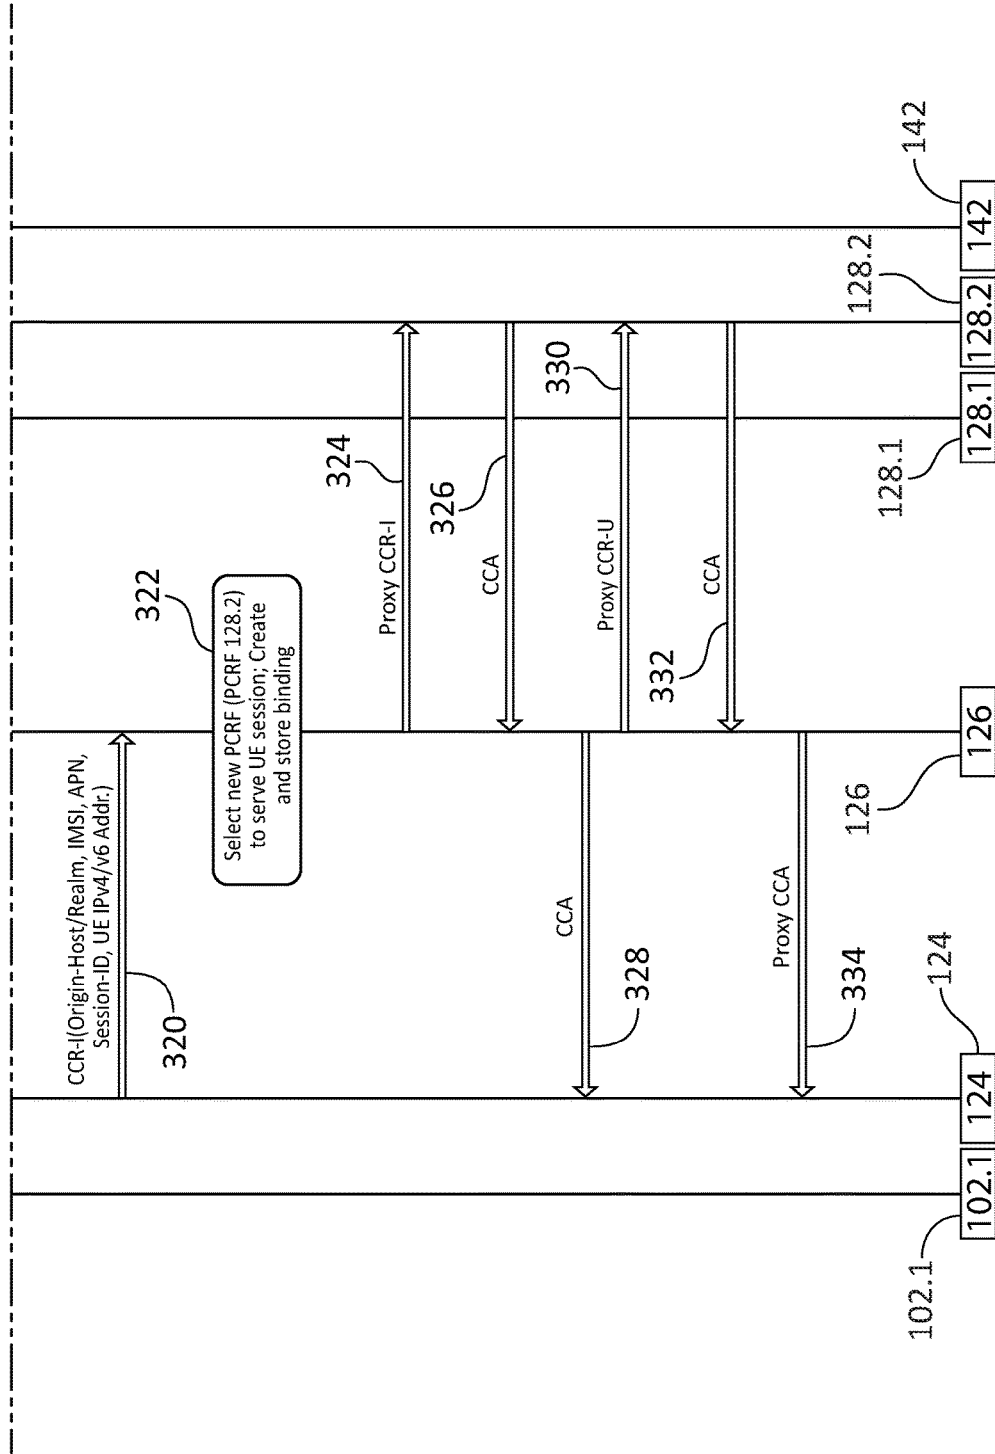 CCR-I(Origin-Host/Realm, IMSI, APN,
Session-ID, UE IPv4/v6 Addr.)
320
322
Select new PCRF (PCRF 128.2)
to serve UE session; Create
and store binding
324
Proxy CCR-I
326
CCA
CCA
328
330
Proxy CCR-U
332
CCA
Proxy CCA
334
102.1
124
126
128.1
128.2
142
102.1
124
126
128.1
128.2
142